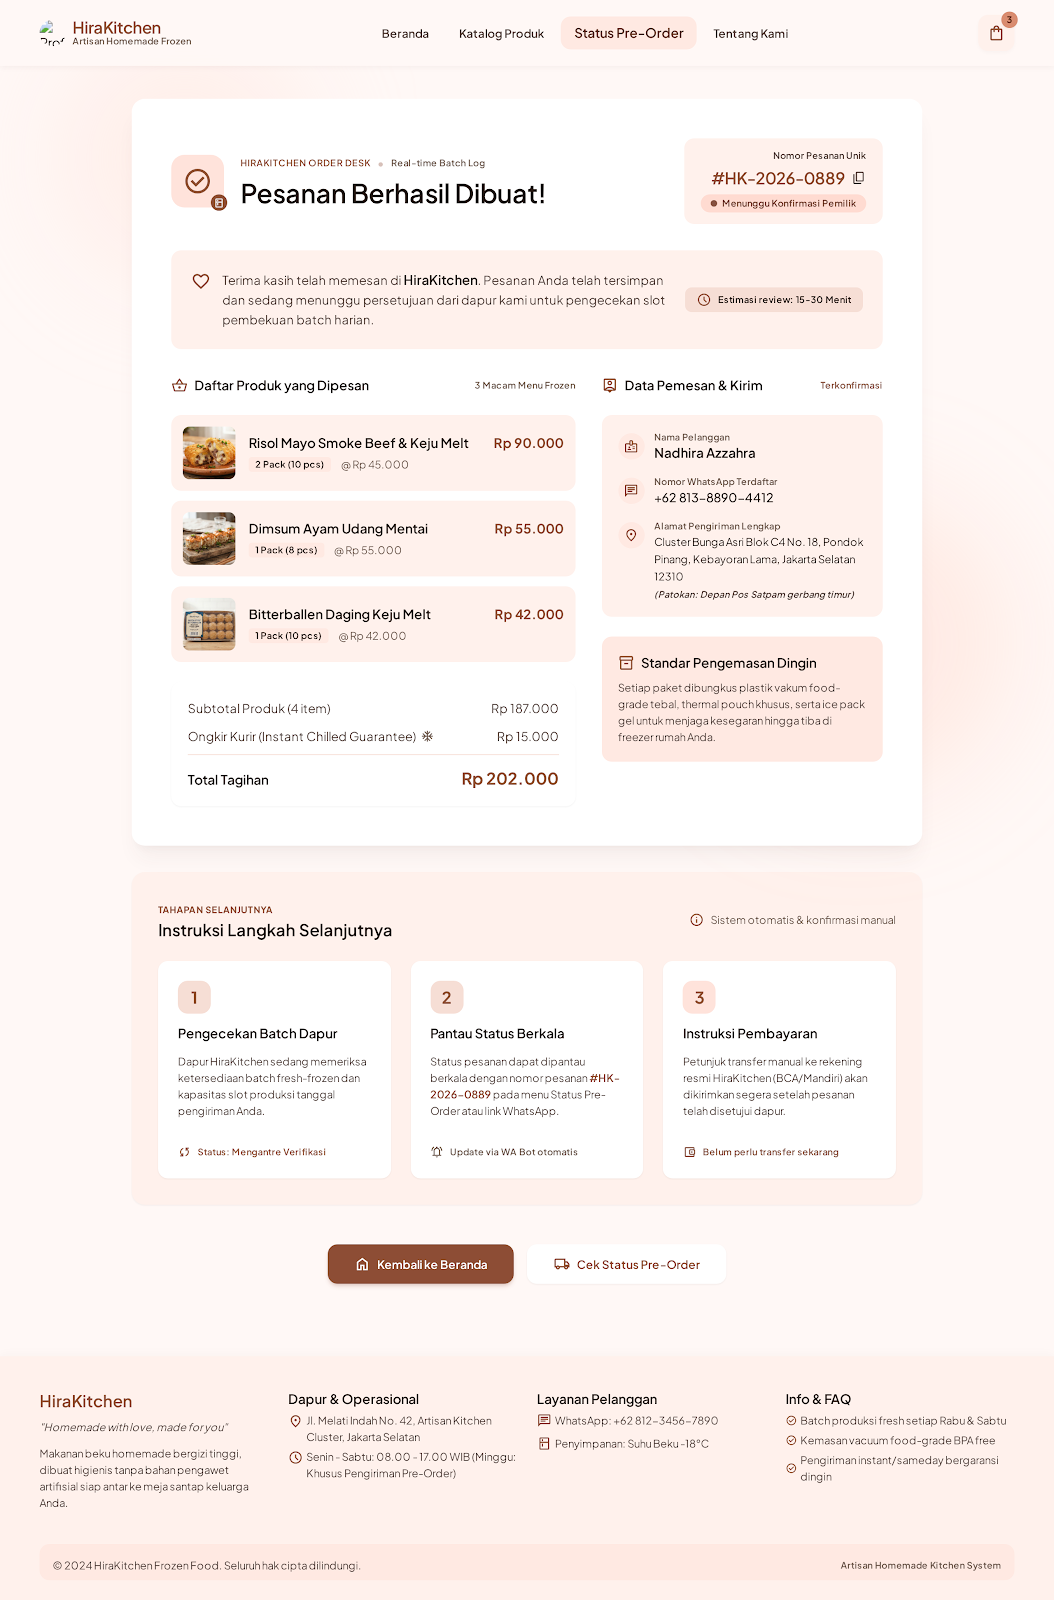 HiraKitchen
Artisan Homemade Frozen
Beranda
Katalog Produk
Status Pre-Order
Tentang Kami
3
HIRAKITCHEN ORDER DESK
Real-time Batch Log
Pesanan Berhasil Dibuat!
Nomor Pesanan Unik
#HK-2026-0889
Menunggu Konfirmasi Pemilik
Terima kasih telah memesan di HiraKitchen. Pesanan Anda telah tersimpan
dan sedang menunggu persetujuan dari dapur kami untuk pengecekan slot
pembekuan batch harian.
Estimasi review: 15-30 Menit
Daftar Produk yang Dipesan
3 Macam Menu Frozen
Risol Mayo Smoke Beef & Keju Melt
Rp 90.000
2 Pack (10 pcs)
@ Rp 45.000
Dimsum Ayam Udang Mentai
Rp 55.000
1 Pack (8 pcs)
@ Rp 55.000
Bitterballen Daging Keju Melt
Rp 42.000
1 Pack (10 pcs)
@ Rp 42.000
Subtotal Produk (4 item)
Rp 187.000
Ongkir Kurir (Instant Chilled Guarantee)
Rp 15.000
Total Tagihan
Rp 202.000
Data Pemesan & Kirim
Terkonfirmasi
Nama Pelanggan
Nadhira Azzahra
Nomor WhatsApp Terdaftar
+62 813-8890-4412
Alamat Pengiriman Lengkap
Cluster Bunga Asri Blok C4 No. 18, Pondok
Pinang, Kebayoran Lama, Jakarta Selatan
12310
(Patokan: Depan Pos Satpam gerbang timur)
Standar Pengemasan Dingin
Setiap paket dibungkus plastik vakum food-
grade tebal, thermal pouch khusus, serta ice pack
gel untuk menjaga kesegaran hingga tiba di
freezer rumah Anda.
TAHAPAN SELANJUTNYA
Instruksi Langkah Selanjutnya
Sistem otomatis & konfirmasi manual
1
Pengecekan Batch Dapur
Dapur HiraKitchen sedang memeriksa
ketersediaan batch fresh-frozen dan
kapasitas slot produksi tanggal
pengiriman Anda.
Status: Mengantre Verifikasi
2
Pantau Status Berkala
Status pesanan dapat dipantau
berkala dengan nomor pesanan #HK-
2026-0889 pada menu Status Pre-
Order atau link WhatsApp.
Update via WA Bot otomatis
3
Instruksi Pembayaran
Petunjuk transfer manual ke rekening
resmi HiraKitchen (BCA/Mandiri) akan
dikirimkan segera setelah pesanan
telah disetujui dapur.
Belum perlu transfer sekarang
Kembali ke Beranda
Cek Status Pre-Order
HiraKitchen
"Homemade with love, made for you"
Makanan beku homemade bergizi tinggi,
dibuat higienis tanpa bahan pengawet
artifisial siap antar ke meja santap keluarga
Anda.
Dapur & Operasional
Jl. Melati Indah No. 42, Artisan Kitchen
Cluster, Jakarta Selatan
Senin - Sabtu: 08.00 - 17.00 WIB (Minggu:
Khusus Pengiriman Pre-Order)
Layanan Pelanggan
WhatsApp: +62 812-3456-7890
Penyimpanan: Suhu Beku -18°C
Info & FAQ
Batch produksi fresh setiap Rabu & Sabtu
Kemasan vacuum food-grade BPA free
Pengiriman instant/sameday bergaransi
dingin
© 2024 HiraKitchen Frozen Food. Seluruh hak cipta dilindungi.
Artisan Homemade Kitchen System